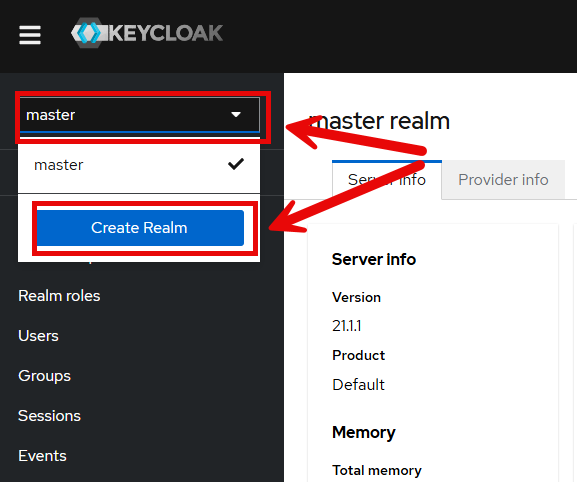 KEYCLOAK
master
master
Create Realm
Realm roles
Users
Groups
Sessions
Events
master realm
Server info
Provider info
Server info
Version
21.1.1
Product
Default
Memory
Total memory